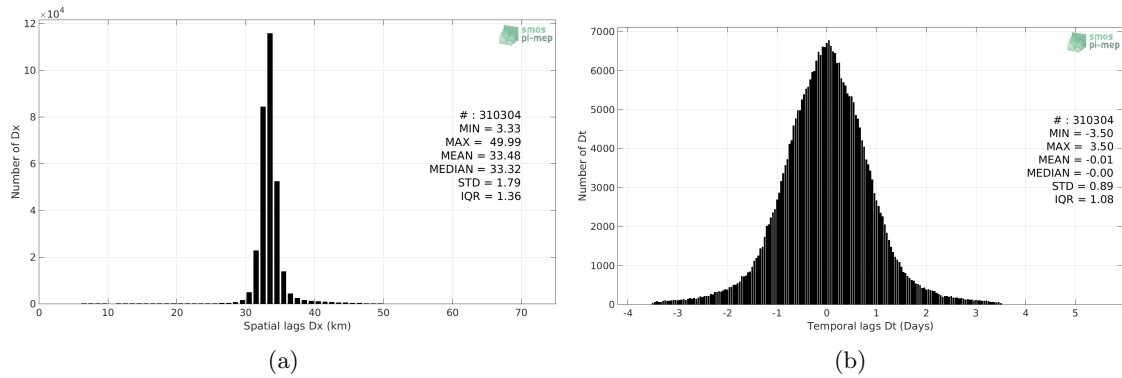 ×10⁴
12
10
8
6
4
2
0
Number of Dx
smos
pi-mep
# : 310304
MIN = 3.33
MAX = 49.99
MEAN = 33.48
MEDIAN = 33.32
STD = 1.79
IQR = 1.36
0 10 20 30 40 50 60 70
Spatial lags Dx (km)
(a)
7000
6000
5000
4000
3000
2000
1000
0
Number of Dt
smos
pi-mep
# : 310304
MIN = -3.50
MAX = 3.50
MEAN = -0.01
MEDIAN = -0.00
STD = 0.89
IQR = 1.08
-4 -3 -2 -1 0 1 2 3 4 5
Temporal lags Dt (Days)
(b)